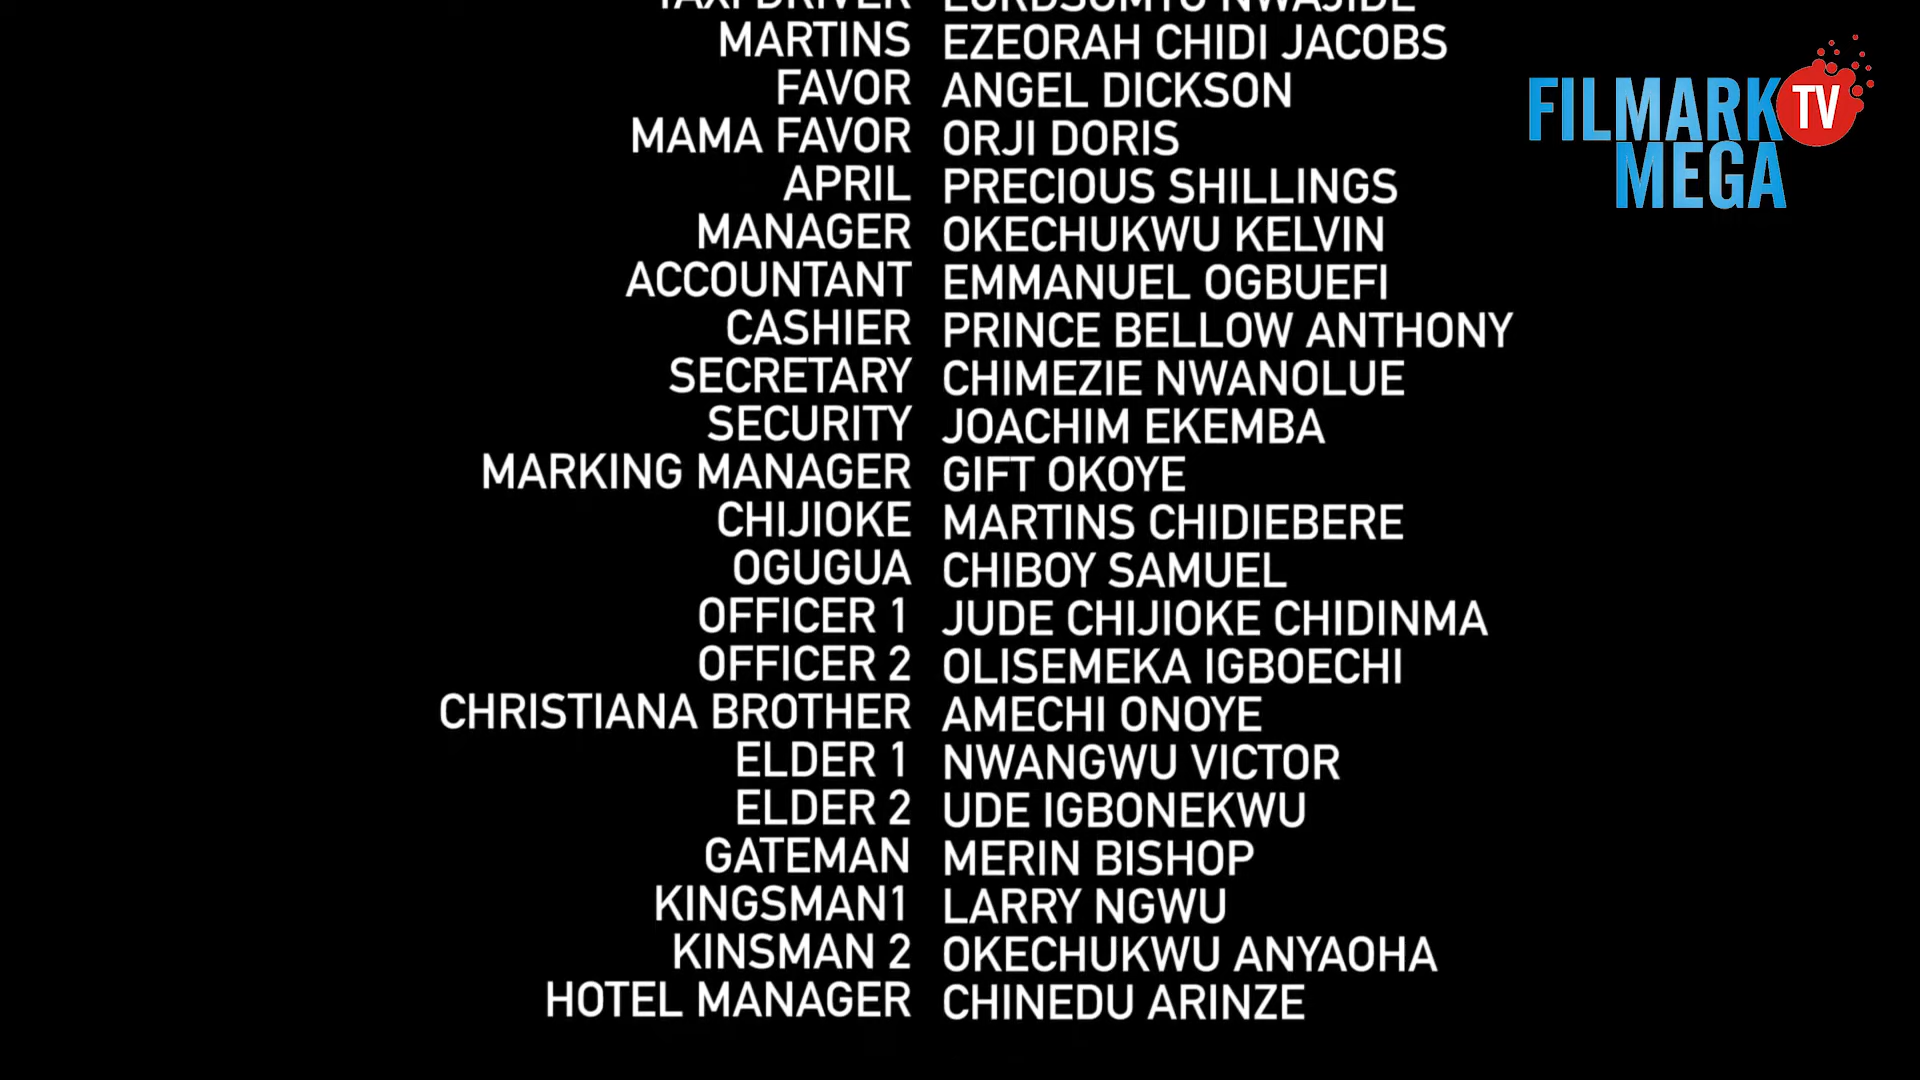 TAXI DRIVER LORDSOMTO NWAJIDE
MARTINS EZEORAH CHIDI JACOBS
FAVOR ANGEL DICKSON
MAMA FAVOR ORJI DORIS
APRIL PRECIOUS SHILLINGS
MANAGER OKECHUKWU KELVIN
ACCOUNTANT EMMANUEL OGBUEFI
CASHIER PRINCE BELLOW ANTHONY
SECRETARY CHIMEZIE NWANOLUE
SECURITY JOACHIM EKEMBA
MARKING MANAGER GIFT OKOYE
CHIJIOKE MARTINS CHIDIEBERE
OGUGUA CHIBOY SAMUEL
OFFICER 1 JUDE CHIJIOKE CHIDINMA
OFFICER 2 OLISEMEKA IGBOECHI
CHRISTIANA BROTHER AMECHI ONOYE
ELDER 1 NWANGWU VICTOR
ELDER 2 UDE IGBONEKWU
GATEMAN MERIN BISHOP
KINGSMAN1 LARRY NGWU
KINSMAN 2 OKECHUKWU ANYAOHA
HOTEL MANAGER CHINEDU ARINZE
FILMARK TV
MEGA